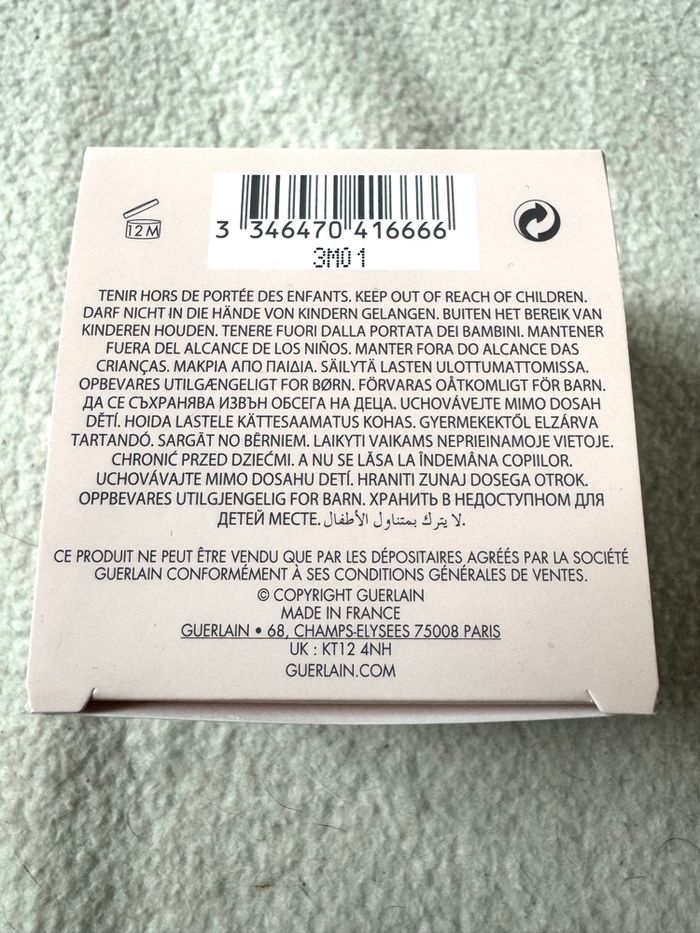 12M
3 346470 416666
3M01
TENIR HORS DE PORTÉE DES ENFANTS. KEEP OUT OF REACH OF CHILDREN.
DARF NICHT IN DIE HÄNDE VON KINDERN GELANGEN. BUITEN HET BEREIK VAN
KINDEREN HOUDEN. TENERE FUORI DALLA PORTATA DEI BAMBINI. MANTENER
FUERA DEL ALCANCE DE LOS NIÑOS. MANTER FORA DO ALCANCE DAS
CRIANÇAS. ΜΑΚΡΙΑ ΑΠΟ ΠΑΙΔΙΑ. SÄILYTÄ LASTEN ULOTTUMATTOMISSA.
OPBEVARES UTILGÆNGELIGT FOR BØRN. FÖRVARAS OÅTKOMLIGT FÖR BARN.
ДА СЕ СЪХРАНЯВА ИЗВЪН ОБСЕГА НА ДЕЦА. UCHOVÁVEJTE MIMO DOSAH
DĚTÍ. HOIDA LASTELE KÄTTESAAMATUS KOHAS. GYERMEKEKTŐL ELZÁRVA
TARTANDÓ. SARGĀT NO BĒRNIEM. LAIKYTI VAIKAMS NEPRIEINAMOJE VIETOJE.
CHRONIĆ PRZED DZIEĆMI. A NU SE LĂSA LA ÎNDEMÂNA COPIILOR.
UCHOVÁVAJTE MIMO DOSAHU DETÍ. HRANITI ZUNAJ DOSEGA OTROK.
OPPBEVARES UTILGJENGELIG FOR BARN. ХРАНИТЬ В НЕДОСТУПНОМ ДЛЯ
ДЕТЕЙ МЕСТЕ. لا يترك بمتناول الأطفال.
CE PRODUIT NE PEUT ÊTRE VENDU QUE PAR LES DÉPOSITAIRES AGRÉÉS PAR LA SOCIÉTÉ
GUERLAIN CONFORMÉMENT À SES CONDITIONS GÉNÉRALES DE VENTES.
© COPYRIGHT GUERLAIN
MADE IN FRANCE
GUERLAIN • 68, CHAMPS-ELYSEES 75008 PARIS
UK : KT12 4NH
GUERLAIN.COM